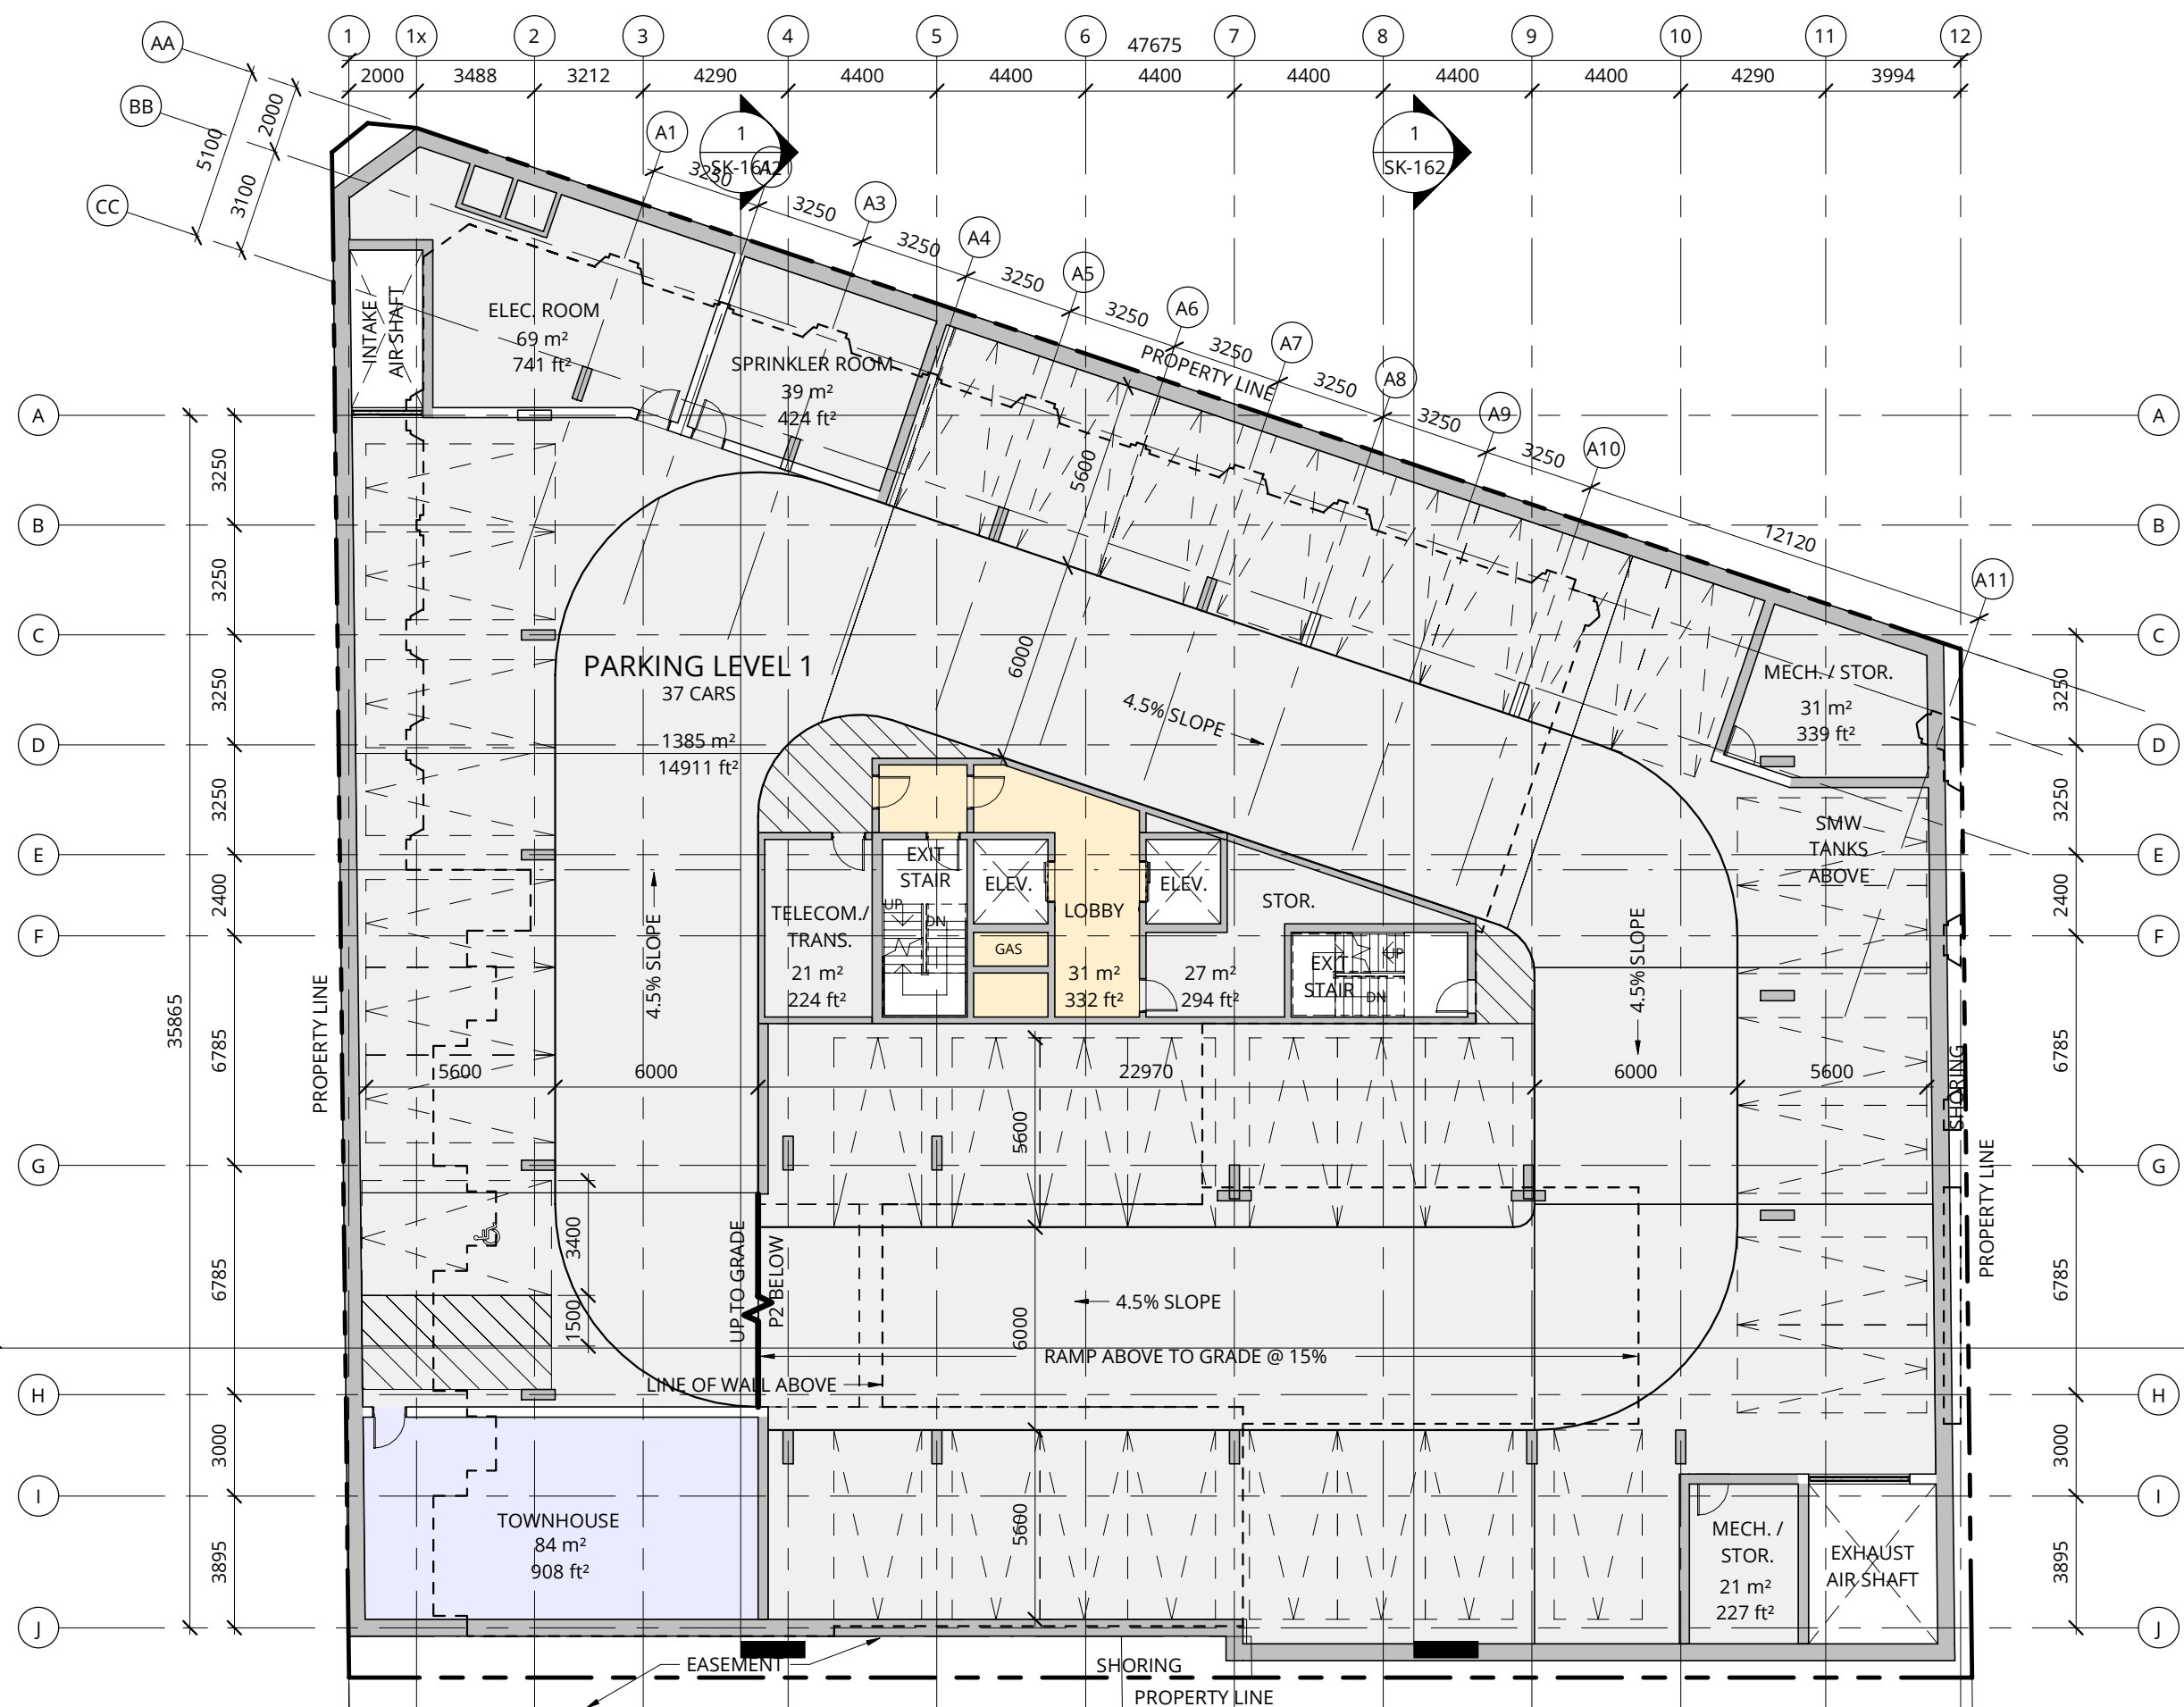 1 1x 2 3 4 5 6 7 8 9 10 11 12
47675
2000 3488 3212 4290 4400 4400 4400 4400 4400 4400 4290 3994
AA
BB
CC
5100
2000
3100
A1
A2
A3
A4
A5
A6
A7
A8
A9
A10
A11
1
SK-161
1
SK-162
3250
3250
3250
3250
3250
3250
3250
3250
3250
12120
PROPERTY LINE
INTAKE
AIR SHAFT
ELEC. ROOM
69 m²
741 ft²
SPRINKLER ROOM
39 m²
424 ft²
5600
6000
A A
B B
C C
D D
E E
F F
G G
H H
I I
J J
35865
3250
3250
3250
3250
2400
6785
6785
3000
3895
3250
3250
2400
6785
6785
3000
3895
PARKING LEVEL 1
37 CARS
1385 m²
14911 ft²
4.5% SLOPE
MECH. / STOR.
31 m²
339 ft²
SMW
TANKS
ABOVE
EXIT
STAIR
UP
DN
ELEV.
ELEV.
LOBBY
31 m²
332 ft²
GAS
STOR.
27 m²
294 ft²
TELECOM./
TRANS.
21 m²
224 ft²
EXIT
STAIR
UP
DN
4.5% SLOPE
4.5% SLOPE
PROPERTY LINE
5600 6000 22970 6000 5600
SHORING
PROPERTY LINE
5600
3400
1500
UP TO GRADE
P2 BELOW
4.5% SLOPE
6000
RAMP ABOVE TO GRADE @ 15%
LINE OF WALL ABOVE
5600
TOWNHOUSE
84 m²
908 ft²
MECH. /
STOR.
21 m²
227 ft²
EXHAUST
AIR SHAFT
EASEMENT
SHORING
PROPERTY LINE